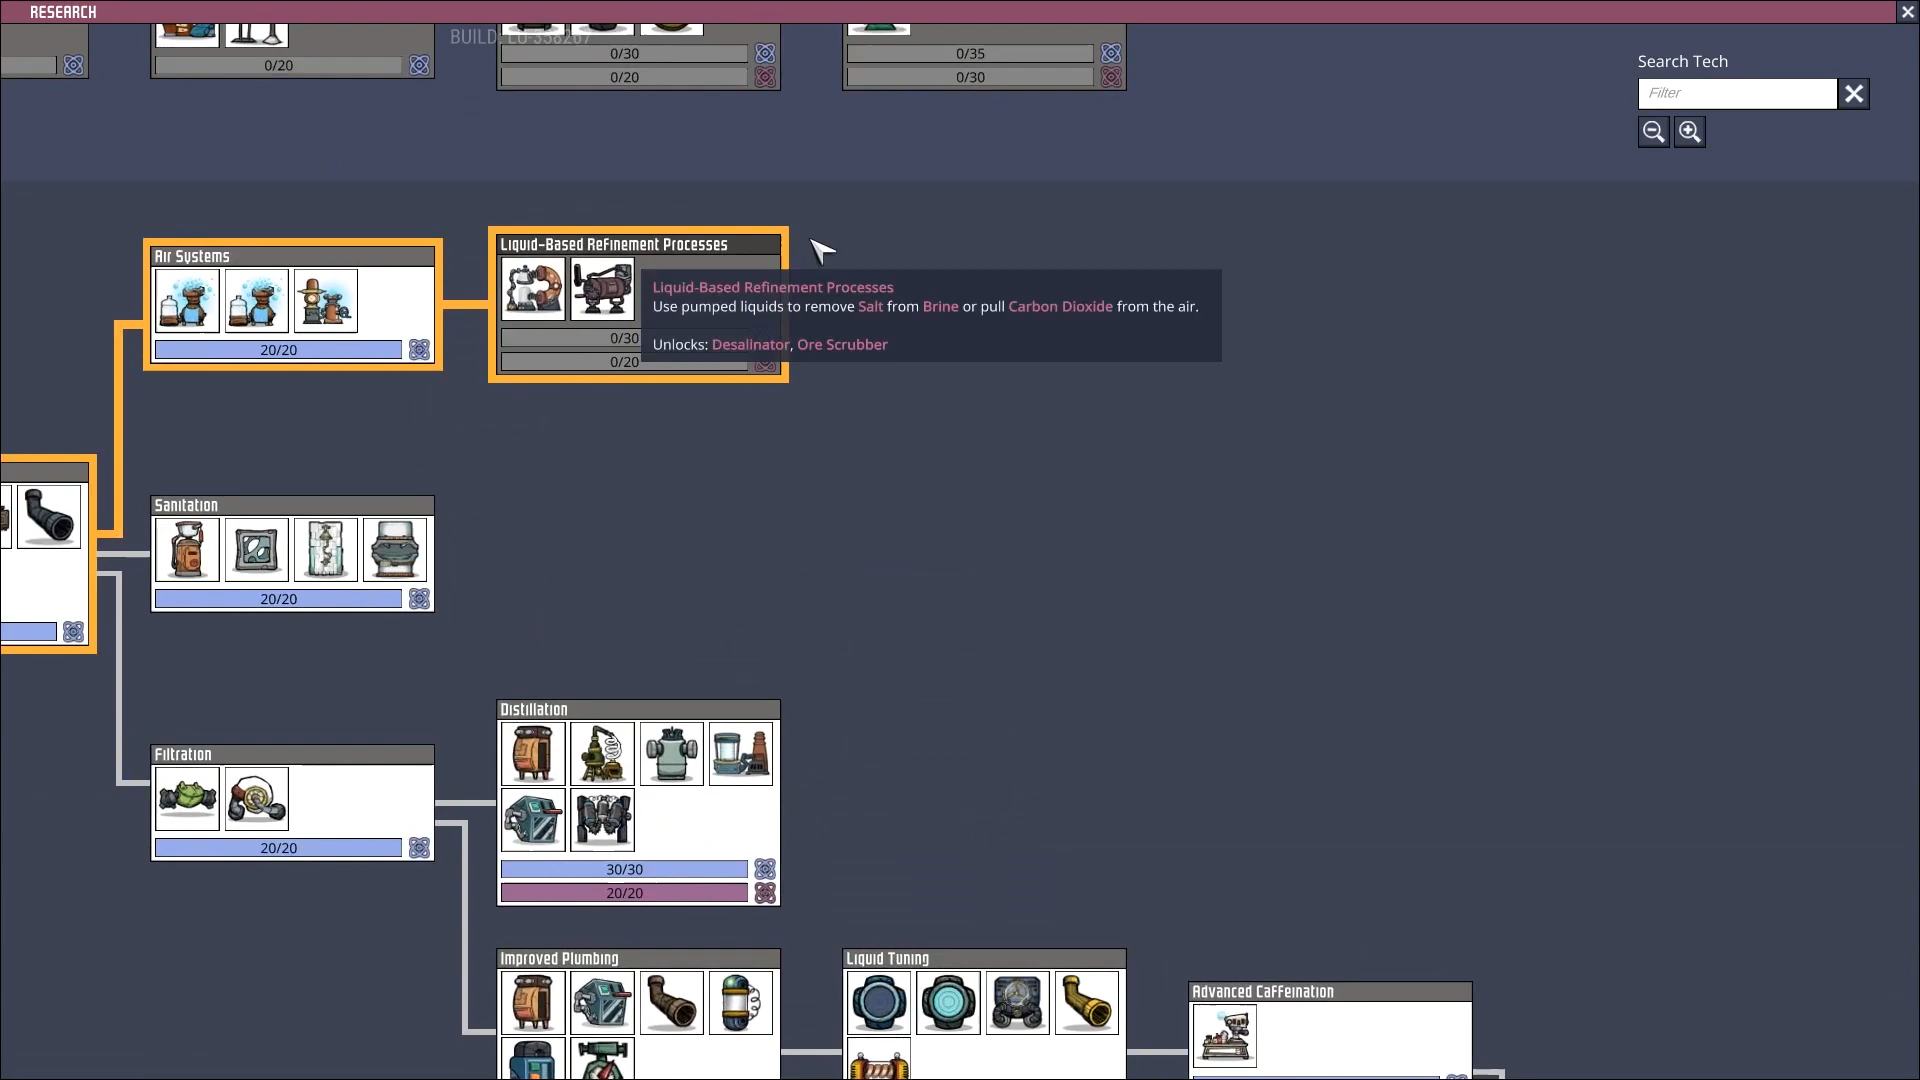 RESEARCH
BUILD: LU-358267
0/20
0/30
0/20
0/35
0/30
Search Tech
Filter
Air Systems
20/20
Liquid-Based Refinement Processes
0/30
0/20
Liquid-Based Refinement Processes
Use pumped liquids to remove Salt from Brine or pull Carbon Dioxide from the air.
Unlocks: Desalinator, Ore Scrubber
Sanitation
20/20
Filtration
20/20
Distillation
30/30
20/20
Improved Plumbing
Liquid Tuning
Advanced Caffeination